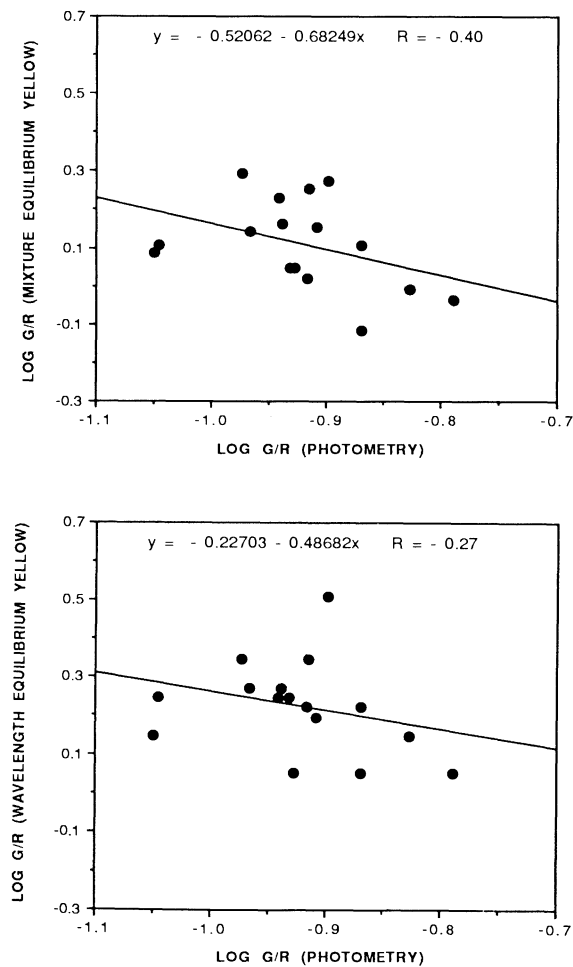 0.7
y = - 0.52062 - 0.68249x R = - 0.40
0.5
0.3
0.1
-0.1
-0.3
-1.1 -1.0 -0.9 -0.8 -0.7
LOG G/R (MIXTURE EQUILIBRIUM YELLOW)
LOG G/R (PHOTOMETRY)
0.7
y = - 0.22703 - 0.48682x R = - 0.27
0.5
0.3
0.1
-0.1
-0.3
-1.1 -1.0 -0.9 -0.8 -0.7
LOG G/R (WAVELENGTH EQUILIBRIUM YELLOW)
LOG G/R (PHOTOMETRY)